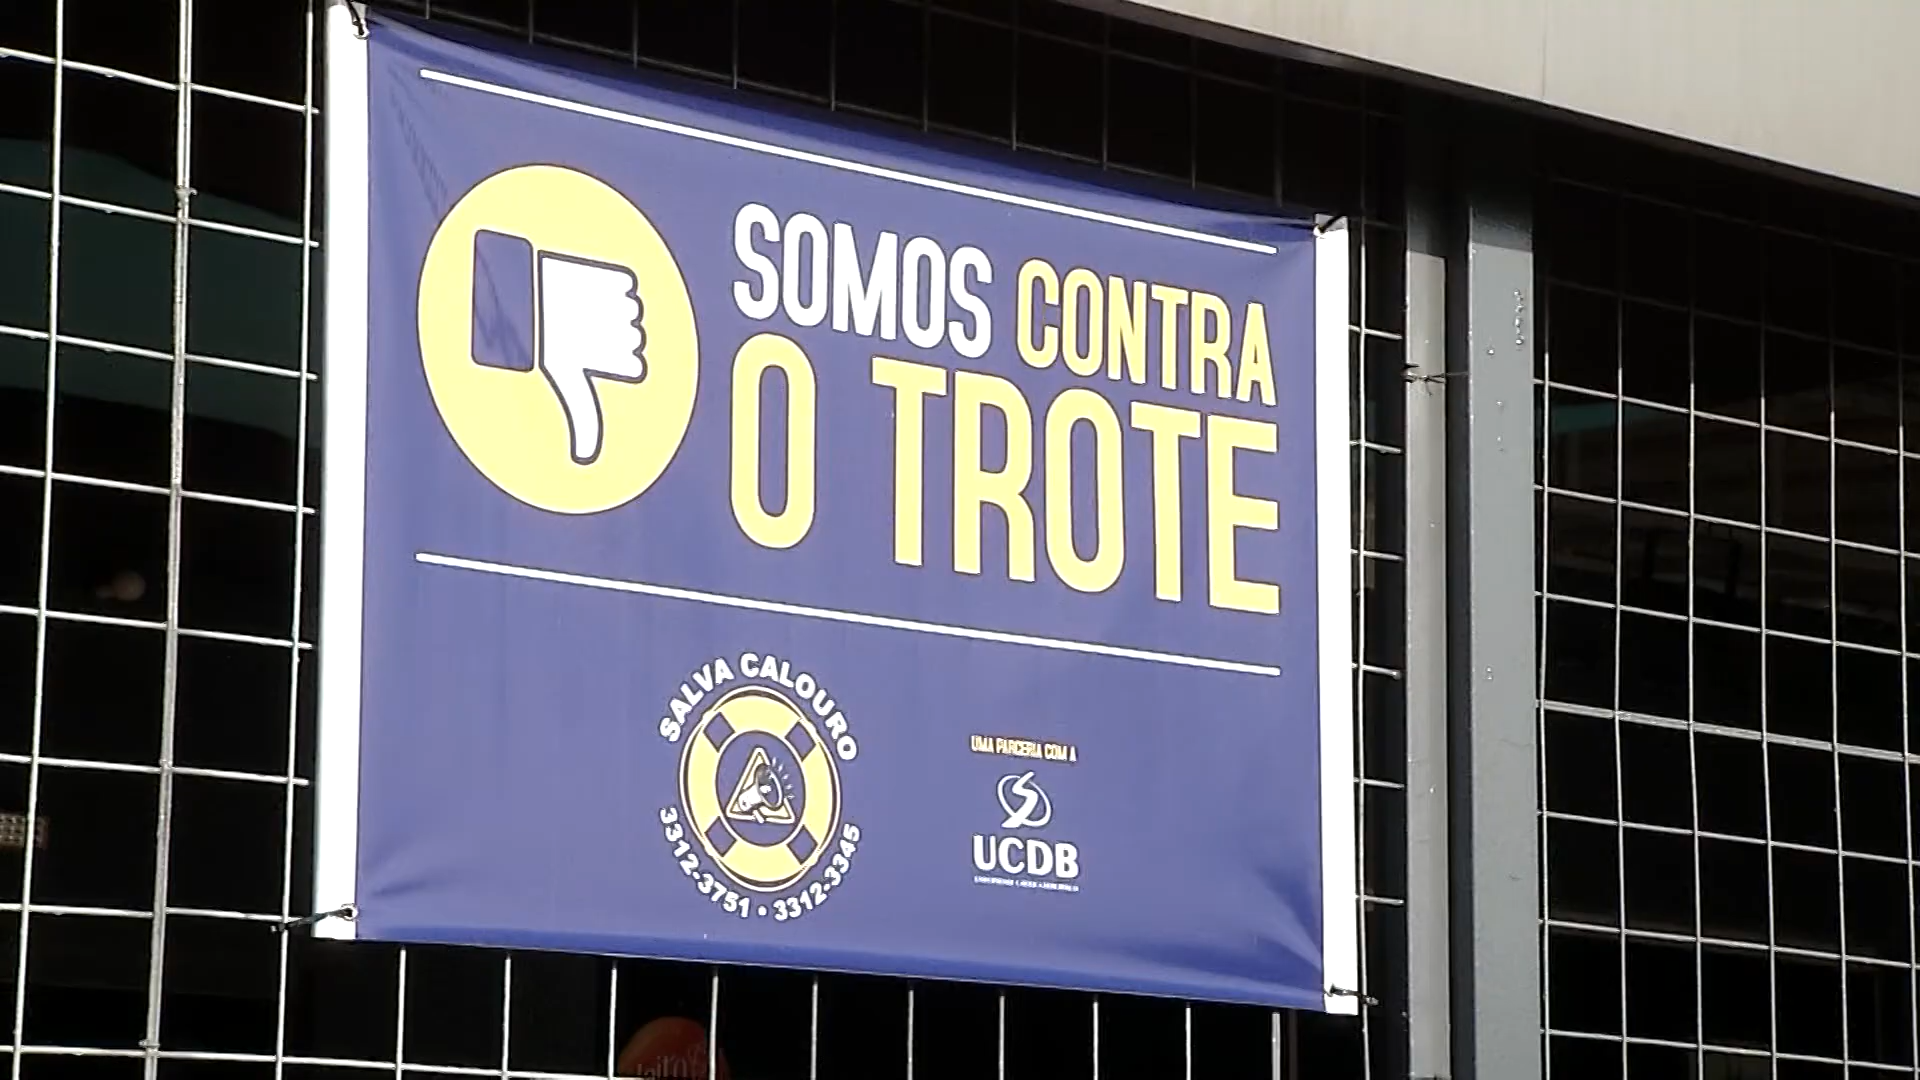 SOMOS CONTRA
O TROTE
SALVA CALOURO
3312-3751 • 3312-3345
UMA PARCERIA COM A
UCDB